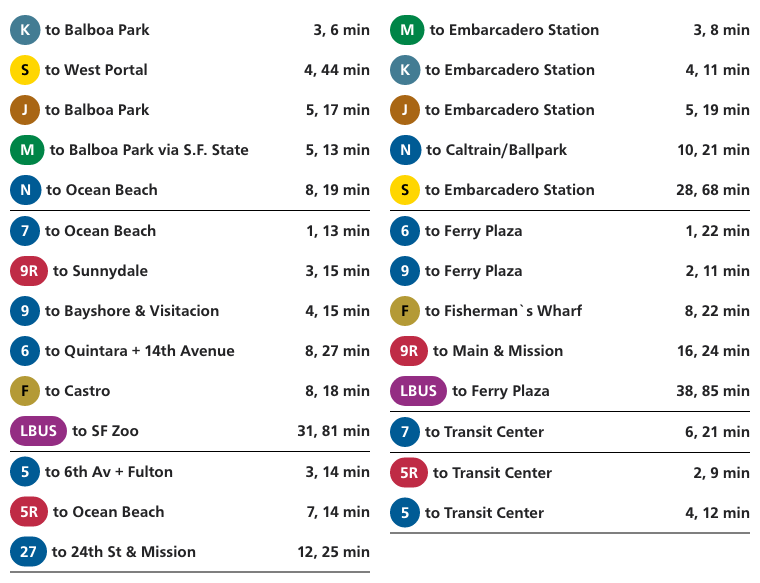 K to Balboa Park 3, 6 min
S to West Portal 4, 44 min
J to Balboa Park 5, 17 min
M to Balboa Park via S.F. State 5, 13 min
N to Ocean Beach 8, 19 min
7 to Ocean Beach 1, 13 min
9R to Sunnydale 3, 15 min
9 to Bayshore & Visitacion 4, 15 min
6 to Quintara + 14th Avenue 8, 27 min
F to Castro 8, 18 min
LBUS to SF Zoo 31, 81 min
5 to 6th Av + Fulton 3, 14 min
5R to Ocean Beach 7, 14 min
27 to 24th St & Mission 12, 25 min
M to Embarcadero Station 3, 8 min
K to Embarcadero Station 4, 11 min
J to Embarcadero Station 5, 19 min
N to Caltrain/Ballpark 10, 21 min
S to Embarcadero Station 28, 68 min
6 to Ferry Plaza 1, 22 min
9 to Ferry Plaza 2, 11 min
F to Fisherman`s Wharf 8, 22 min
9R to Main & Mission 16, 24 min
LBUS to Ferry Plaza 38, 85 min
7 to Transit Center 6, 21 min
5R to Transit Center 2, 9 min
5 to Transit Center 4, 12 min